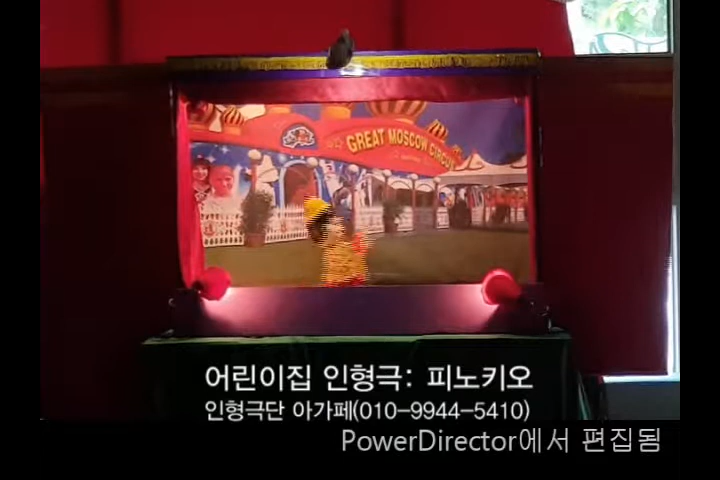 GREAT MOSCOW CIRCUS
어린이집 인형극: 피노키오
인형극단 아가페(010-9944-5410)
PowerDirector에서 편집됨